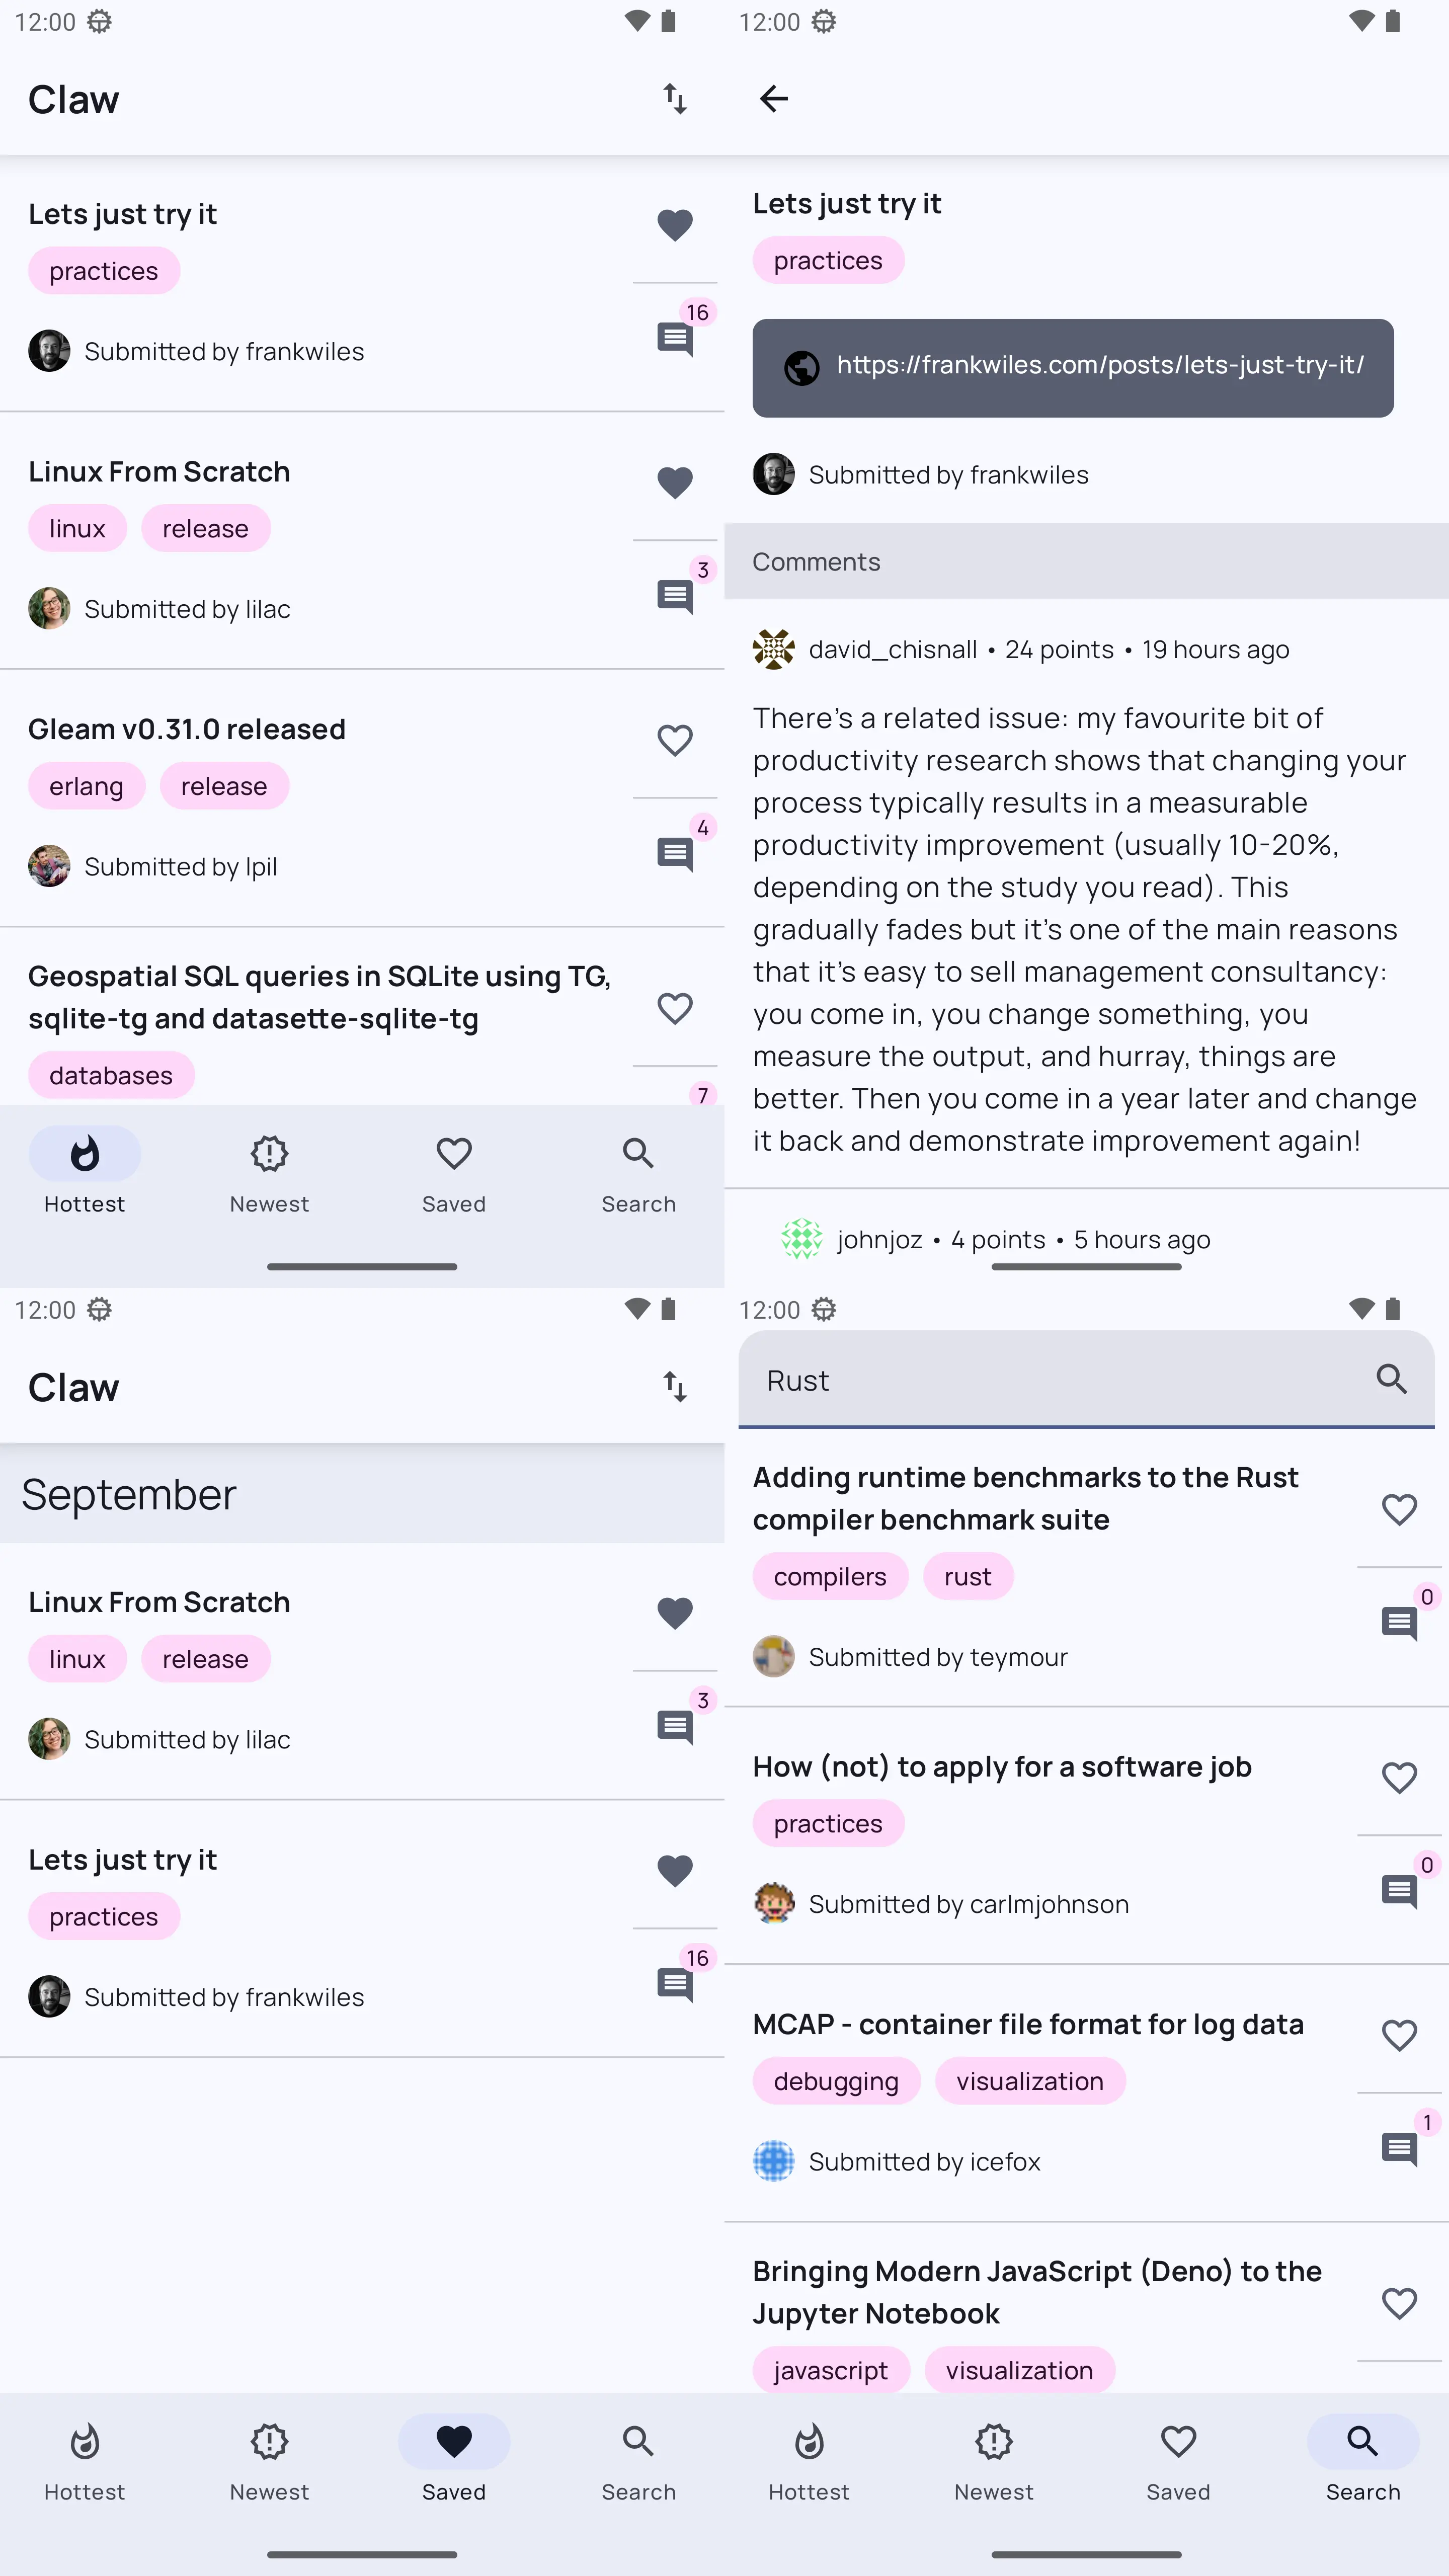 12:00
Claw
Lets just try it
practices
16
Submitted by frankwiles
Linux From Scratch
linux release
3
Submitted by lilac
Gleam v0.31.0 released
erlang release
4
Submitted by lpil
Geospatial SQL queries in SQLite using TG,
sqlite-tg and datasette-sqlite-tg
databases
7
Hottest Newest Saved Search
12:00
Lets just try it
practices
https://frankwiles.com/posts/lets-just-try-it/
Submitted by frankwiles
Comments
david_chisnall • 24 points • 19 hours ago
There's a related issue: my favourite bit of
productivity research shows that changing your
process typically results in a measurable
productivity improvement (usually 10-20%,
depending on the study you read). This
gradually fades but it's one of the main reasons
that it's easy to sell management consultancy:
you come in, you change something, you
measure the output, and hurray, things are
better. Then you come in a year later and change
it back and demonstrate improvement again!
johnjoz • 4 points • 5 hours ago
12:00
Claw
September
Linux From Scratch
linux release
3
Submitted by lilac
Lets just try it
practices
16
Submitted by frankwiles
Hottest Newest Saved Search
12:00
Rust
Adding runtime benchmarks to the Rust
compiler benchmark suite
compilers rust
0
Submitted by teymour
How (not) to apply for a software job
practices
0
Submitted by carlmjohnson
MCAP - container file format for log data
debugging visualization
1
Submitted by icefox
Bringing Modern JavaScript (Deno) to the
Jupyter Notebook
javascript visualization
Hottest Newest Saved Search